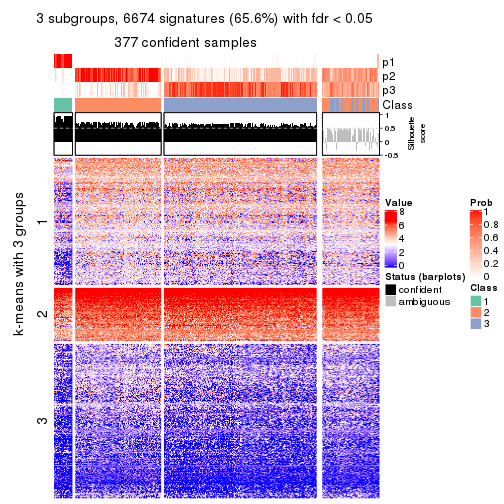 3 subgroups, 6674 signatures (65.6%) with fdr < 0.05
377 confident samples
p1
p2
p3
Class
1
0.5
0
-0.5
Silhouette
score
k-means with 3 groups
1
2
3
Value
8
6
4
2
0
Status (barplots)
confident
ambiguous
Prob
1
0.8
0.6
0.4
0.2
0
Class
1
2
3